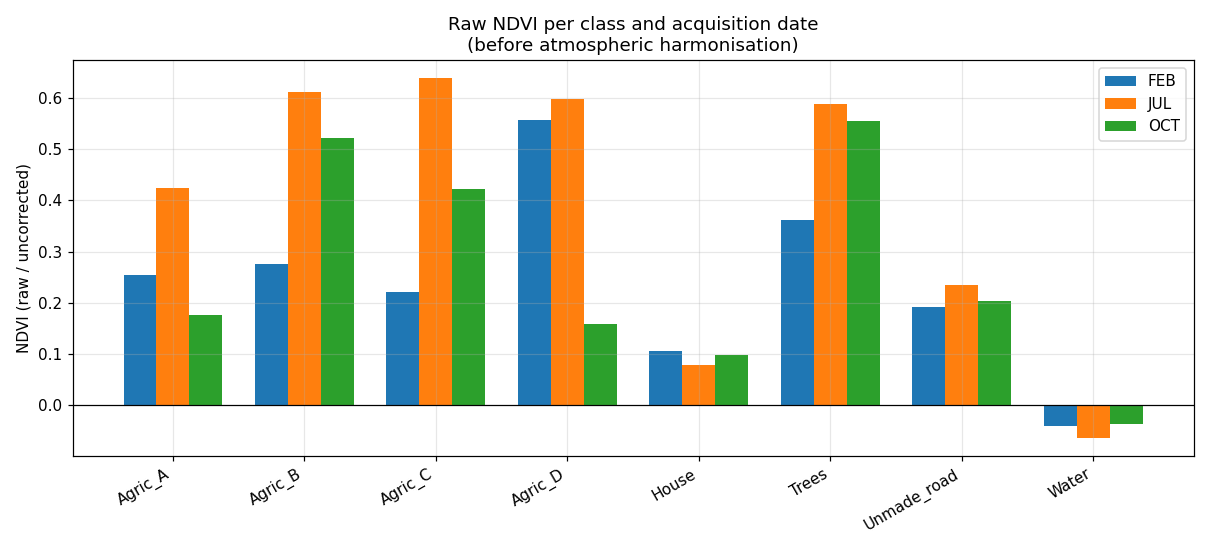 Raw NDVI per class and acquisition date
(before atmospheric harmonisation)
NDVI (raw / uncorrected)
0.6
0.5
0.4
0.3
0.2
0.1
0.0
FEB
JUL
OCT
Agric_A
Agric_B
Agric_C
Agric_D
House
Trees
Unmade_road
Water